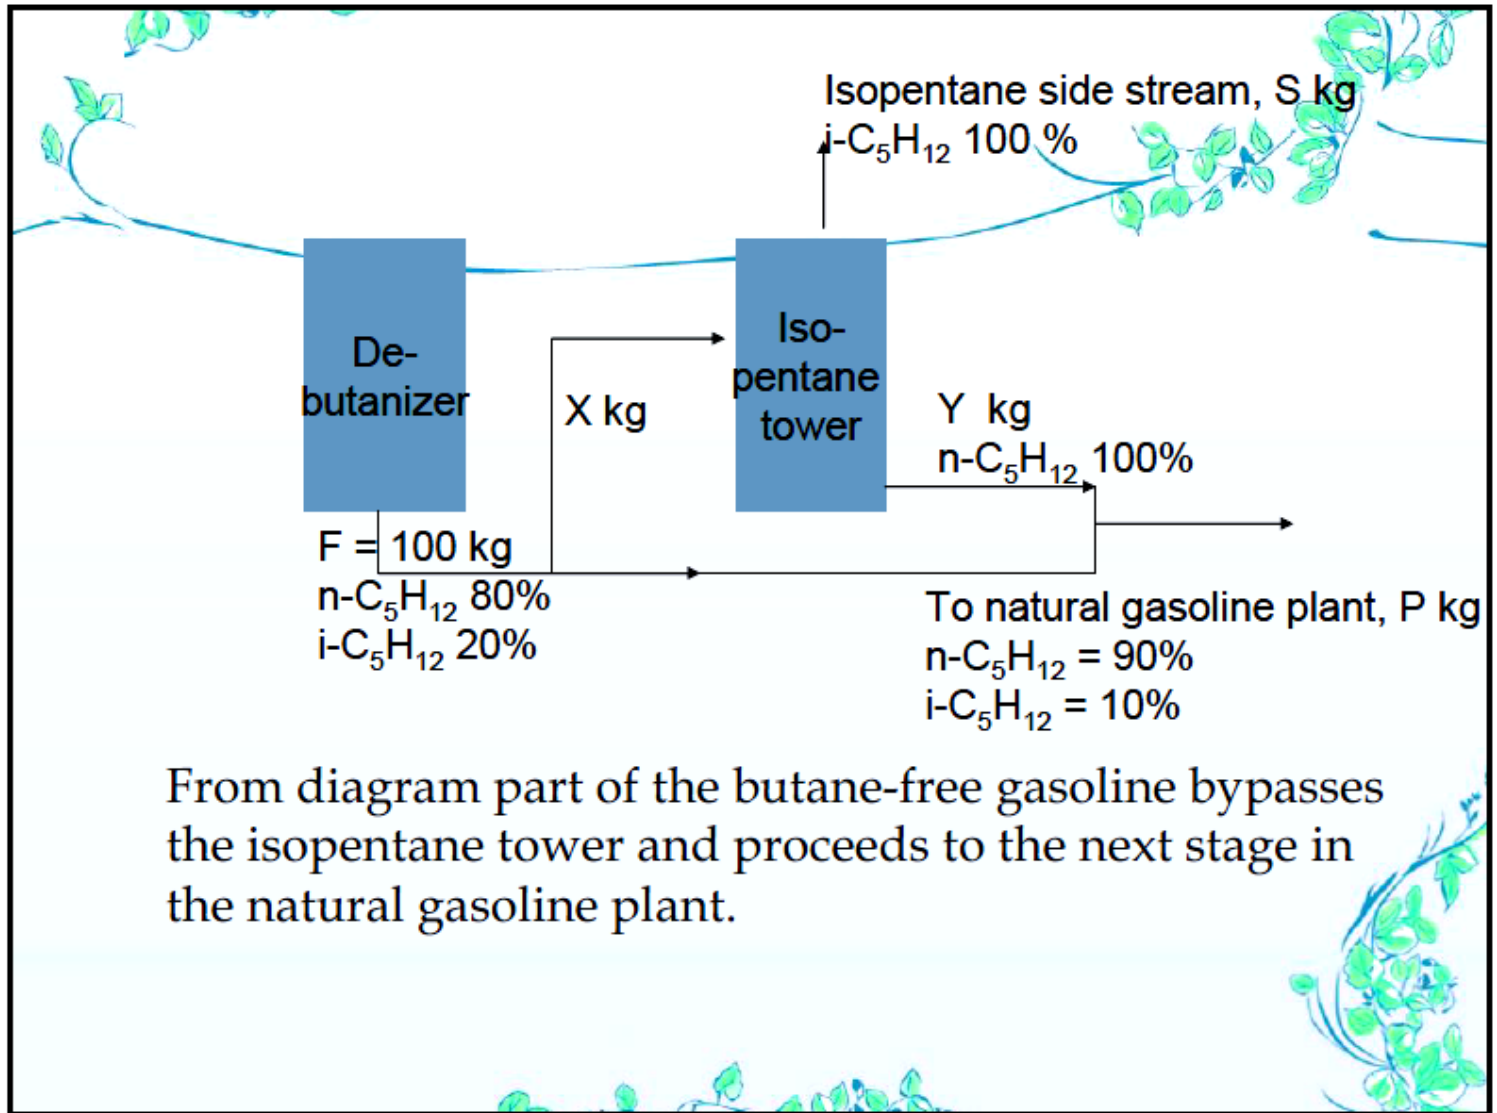 Isopentane side stream, S kg
i-C₅H₁₂ 100 %
De-
butanizer
X kg
Iso-
pentane
tower
Y kg
n-C₅H₁₂ 100%
F = 100 kg
n-C₅H₁₂ 80%
i-C₅H₁₂ 20%
To natural gasoline plant, P kg
n-C₅H₁₂ = 90%
i-C₅H₁₂ = 10%
From diagram part of the butane-free gasoline bypasses
the isopentane tower and proceeds to the next stage in
the natural gasoline plant.